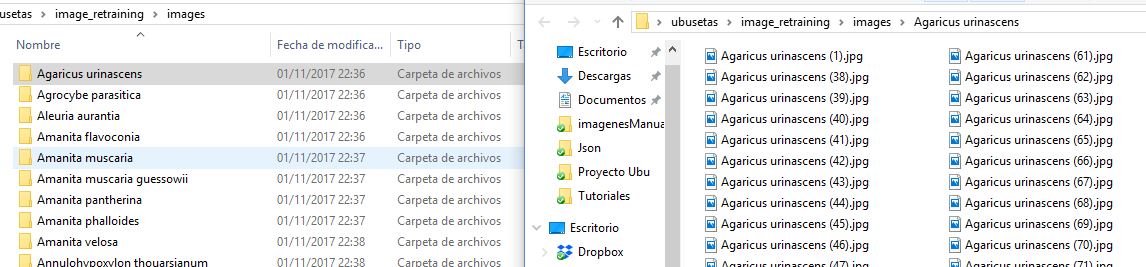 usetas > image_retraining > images
Nombre Fecha de modifica... Tipo T
Agaricus urinascens 01/11/2017 22:36 Carpeta de archivos
Agrocybe parasitica 01/11/2017 22:36 Carpeta de archivos
Aleuria aurantia 01/11/2017 22:36 Carpeta de archivos
Amanita flavoconia 01/11/2017 22:36 Carpeta de archivos
Amanita muscaria 01/11/2017 22:37 Carpeta de archivos
Amanita muscaria guessowii 01/11/2017 22:37 Carpeta de archivos
Amanita pantherina 01/11/2017 22:37 Carpeta de archivos
Amanita phalloides 01/11/2017 22:37 Carpeta de archivos
Amanita velosa 01/11/2017 22:38 Carpeta de archivos
Annulohypoxylon thouarsianum 01/11/2017 22:38 Carpeta de archivos
ubusetas > image_retraining > images > Agaricus urinascens
Escritorio
Descargas
Documentos
imagenesManua
Json
Proyecto Ubu
Tutoriales
Escritorio
Dropbox
Agaricus urinascens (1).jpg
Agaricus urinascens (38).jpg
Agaricus urinascens (39).jpg
Agaricus urinascens (40).jpg
Agaricus urinascens (41).jpg
Agaricus urinascens (42).jpg
Agaricus urinascens (43).jpg
Agaricus urinascens (44).jpg
Agaricus urinascens (45).jpg
Agaricus urinascens (46).jpg
Agaricus urinascens (47).jpg
Agaricus urinascens (61).jpg
Agaricus urinascens (62).jpg
Agaricus urinascens (63).jpg
Agaricus urinascens (64).jpg
Agaricus urinascens (65).jpg
Agaricus urinascens (66).jpg
Agaricus urinascens (67).jpg
Agaricus urinascens (68).jpg
Agaricus urinascens (69).jpg
Agaricus urinascens (70).jpg
Agaricus urinascens (71).jpg